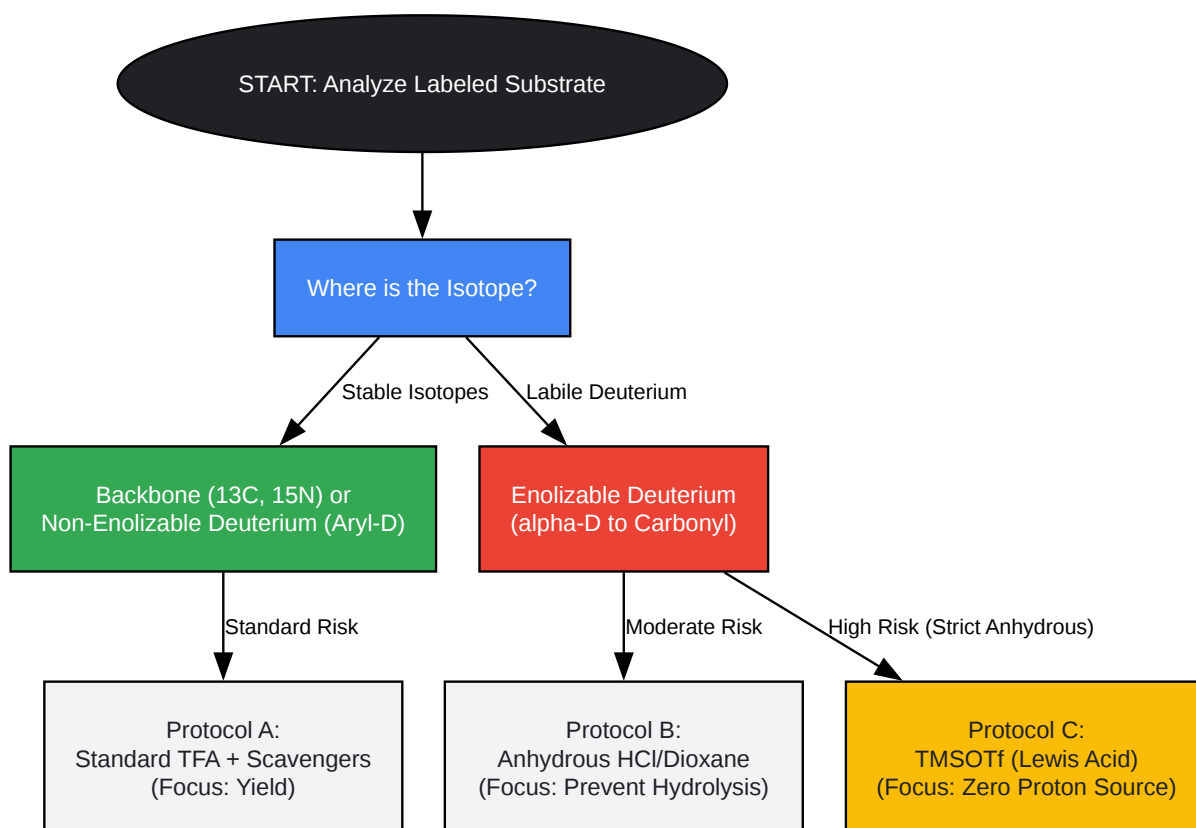 START: Analyze Labeled Substrate
Where is the Isotope?
Stable Isotopes
Labile Deuterium
Backbone (13C, 15N) or
Non-Enolizable Deuterium (Aryl-D)
Enolizable Deuterium
(alpha-D to Carbonyl)
Standard Risk
Moderate Risk
High Risk (Strict Anhydrous)
Protocol A:
Standard TFA + Scavengers
(Focus: Yield)
Protocol B:
Anhydrous HCl/Dioxane
(Focus: Prevent Hydrolysis)
Protocol C:
TMSOTf (Lewis Acid)
(Focus: Zero Proton Source)